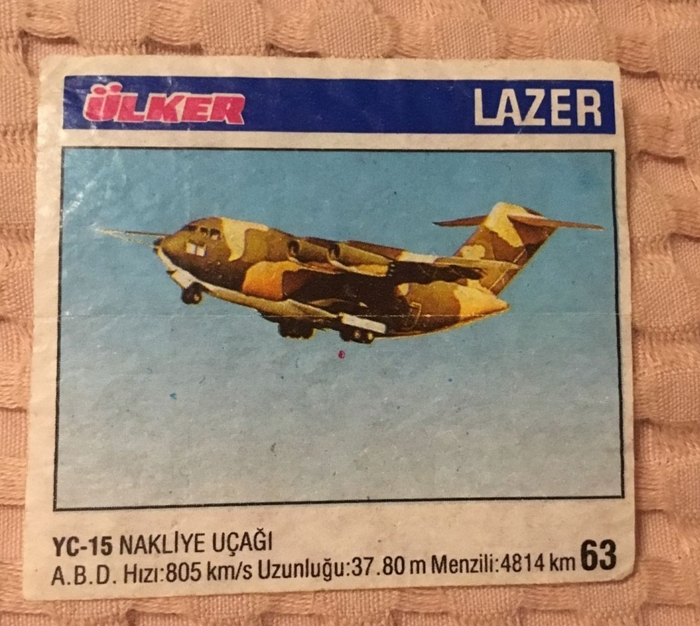 ÜLKER LAZER
YC-15 NAKLİYE UÇAĞI
A.B.D. Hızı:805 km/s Uzunluğu:37.80 m Menzili:4814 km 63